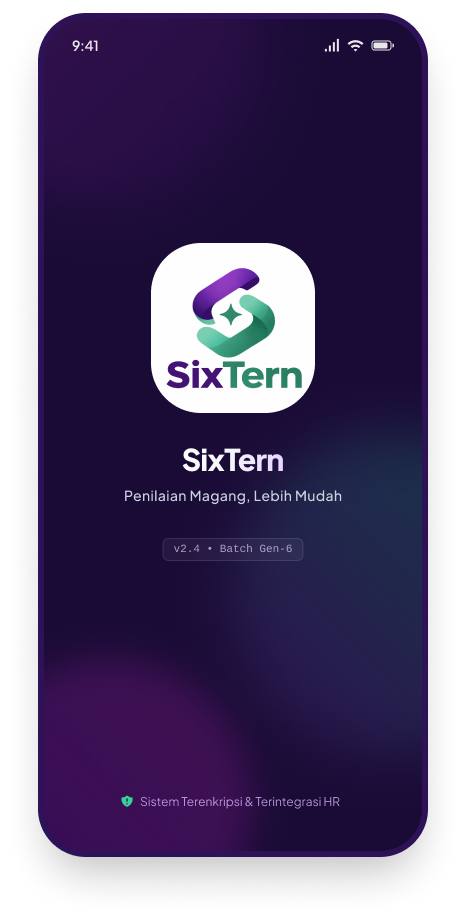 9:41
SixTern
SixTern
Penilaian Magang, Lebih Mudah
v2.4 • Batch Gen-6
Sistem Terenkripsi & Terintegrasi HR